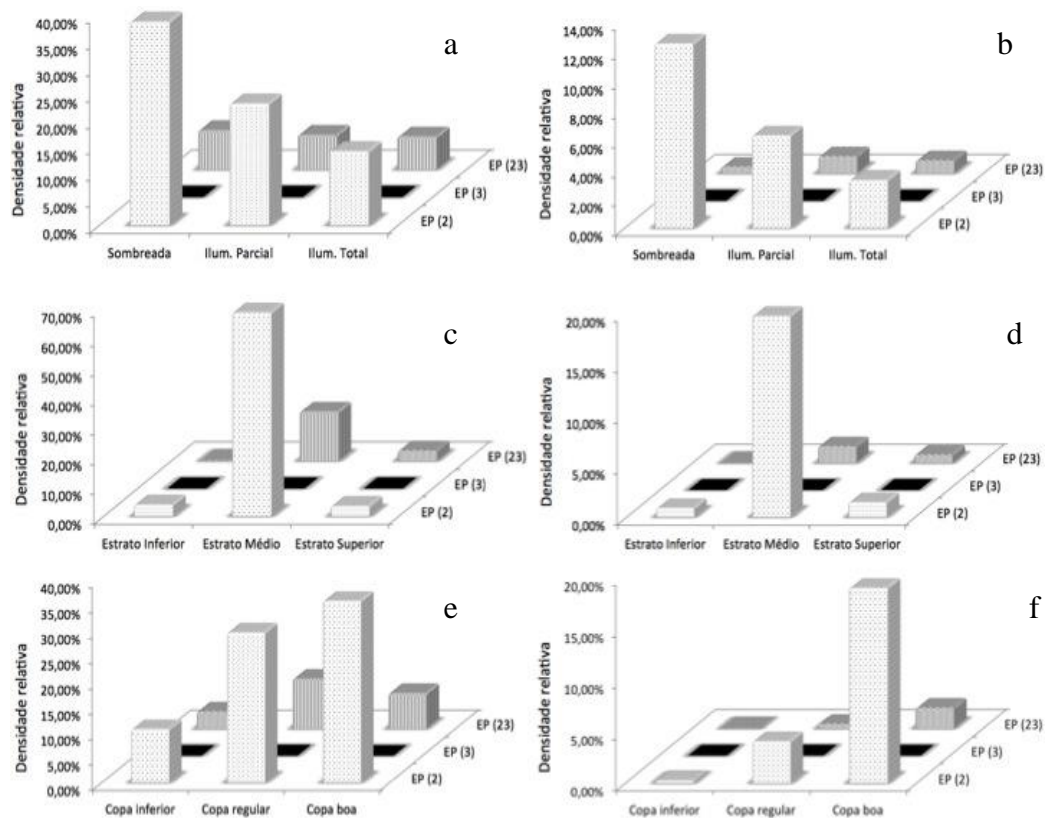 a
Densidade relativa
40,00%
35,00%
30,00%
25,00%
20,00%
15,00%
10,00%
5,00%
0,00%
Sombreada Ilum. Parcial Ilum. Total
EP (2)
EP (3)
EP (23)
b
Densidade relativa
14,00%
12,00%
10,00%
8,00%
6,00%
4,00%
2,00%
0,00%
Sombreada Ilum. Parcial Ilum. Total
EP (2)
EP (3)
EP (23)
c
Densidade relativa
70,00%
60,00%
50,00%
40,00%
30,00%
20,00%
10,00%
0,00%
Estrato Inferior Estrato Médio Estrato Superior
EP (2)
EP (3)
EP (23)
d
Densidade relativa
20,00%
15,00%
10,00%
5,00%
0,00%
Estrato Inferior Estrato Médio Estrato Superior
EP (2)
EP (3)
EP (23)
e
Densidade relativa
40,00%
35,00%
30,00%
25,00%
20,00%
15,00%
10,00%
5,00%
0,00%
Copa inferior Copa regular Copa boa
EP (2)
EP (3)
EP (23)
f
Densidade relativa
20,00%
15,00%
10,00%
5,00%
0,00%
Copa inferior Copa regular Copa boa
EP (2)
EP (3)
EP (23)